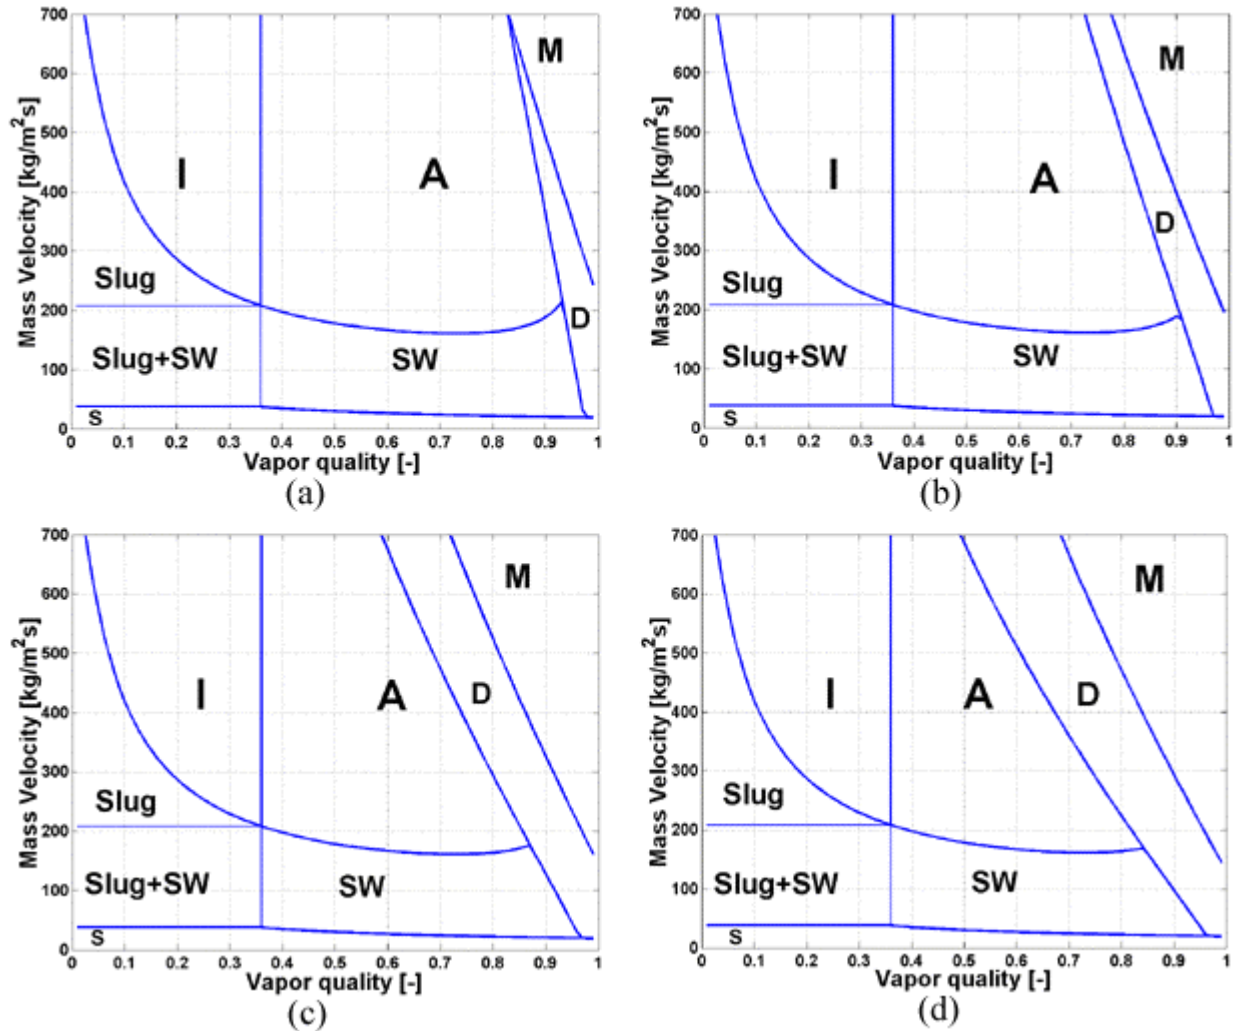 700
600
500
400
300
200
100
0
Mass Velocity [kg/m²s]
M
I
A
Slug
D
Slug+SW
SW
S
0 0.1 0.2 0.3 0.4 0.5 0.6 0.7 0.8 0.9 1
Vapor quality [-]
(a)
700
600
500
400
300
200
100
0
Mass Velocity [kg/m²s]
M
I
A
D
Slug
Slug+SW
SW
S
0 0.1 0.2 0.3 0.4 0.5 0.6 0.7 0.8 0.9 1
Vapor quality [-]
(b)
700
600
500
400
300
200
100
0
Mass Velocity [kg/m²s]
M
I
A
D
Slug
Slug+SW
SW
S
0 0.1 0.2 0.3 0.4 0.5 0.6 0.7 0.8 0.9 1
Vapor quality [-]
(c)
700
600
500
400
300
200
100
0
Mass Velocity [kg/m²s]
M
I
A
D
Slug
Slug+SW
SW
S
0 0.1 0.2 0.3 0.4 0.5 0.6 0.7 0.8 0.9 1
Vapor quality [-]
(d)